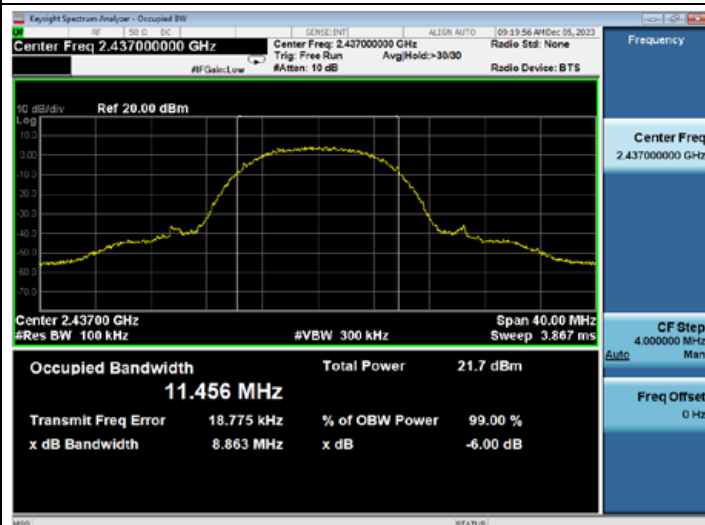 Keysight Spectrum Analyzer - Occupied BW
RF 50 Ω DC SENSE:INT ALIGN AUTO 09:19:56 AM Dec 05, 2023
Center Freq 2.437000000 GHz
Center Freq: 2.437000000 GHz
Radio Std: None
Trig: Free Run Avg|Hold:>30/30
#IFGain:Low #Atten: 10 dB
Radio Device: BTS
Frequency
10 dB/div Ref 20.00 dBm
Log
10.0
0.00
-10.0
-20.0
-30.0
-40.0
-50.0
-60.0
-70.0
Center 2.43700 GHz Span 40.00 MHz
#Res BW 100 kHz #VBW 300 kHz Sweep 3.867 ms
Occupied Bandwidth Total Power 21.7 dBm
11.456 MHz
Transmit Freq Error 18.775 kHz % of OBW Power 99.00 %
x dB Bandwidth 8.863 MHz x dB -6.00 dB
Center Freq
2.437000000 GHz
CF Step
4.000000 MHz
Auto Man
Freq Offset
0 Hz
MSG STATUS